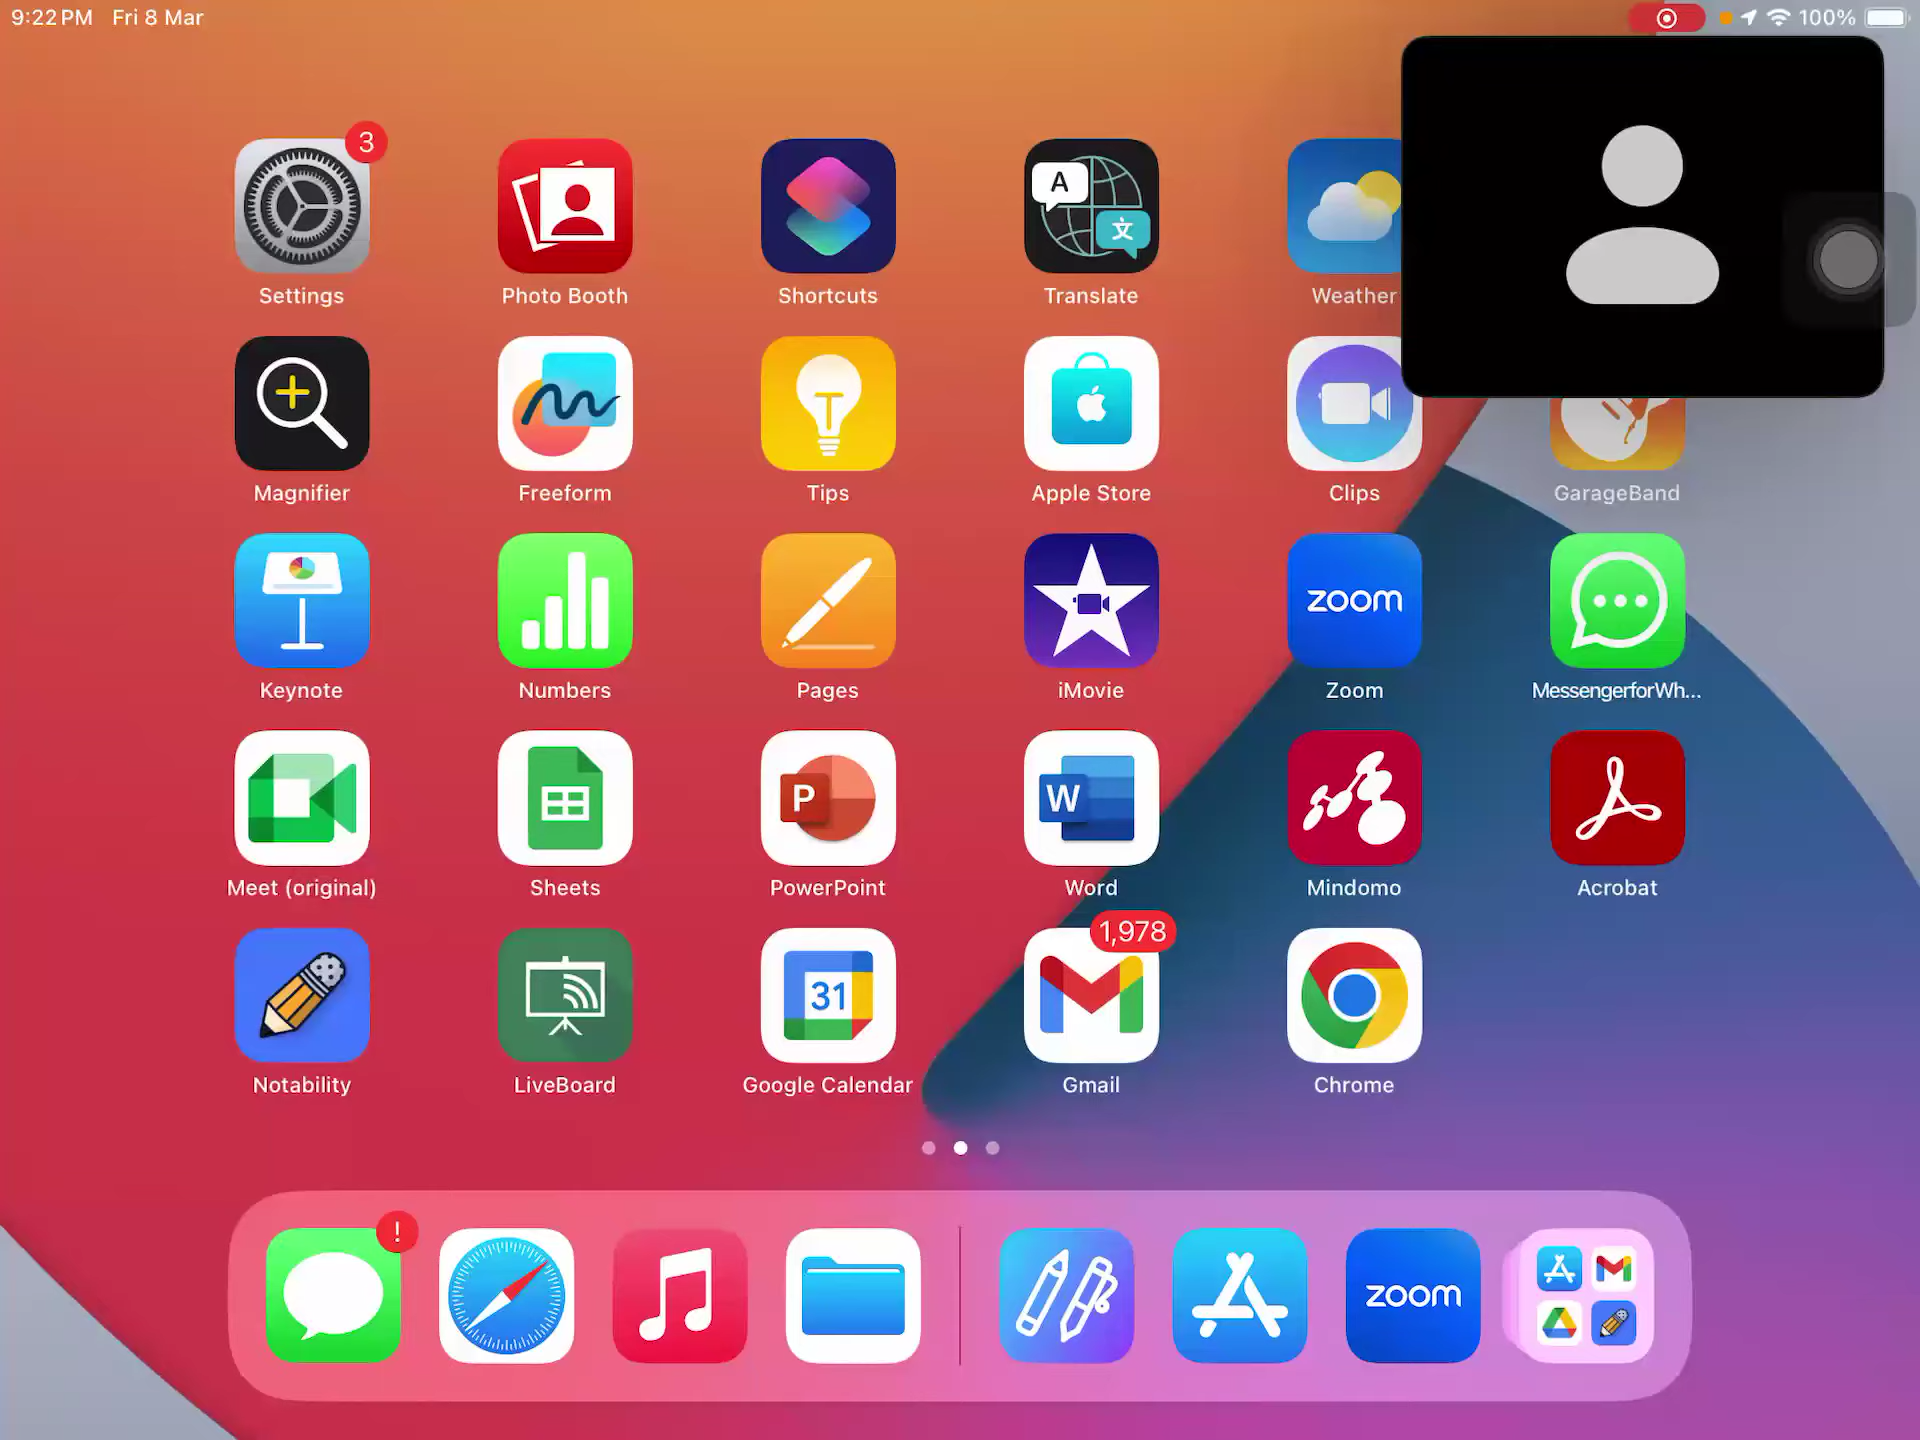 9:22 PM Fri 8 Mar
100%
3
Settings
Photo Booth
Shortcuts
A
文
Translate
Weather
Magnifier
Freeform
Tips
Apple Store
Clips
GarageBand
Keynote
Numbers
Pages
iMovie
zoom
Zoom
MessengerforWh...
Meet (original)
Sheets
P
PowerPoint
W
Word
Mindomo
Acrobat
Notability
LiveBoard
31
Google Calendar
1,978
Gmail
Chrome
!
zoom